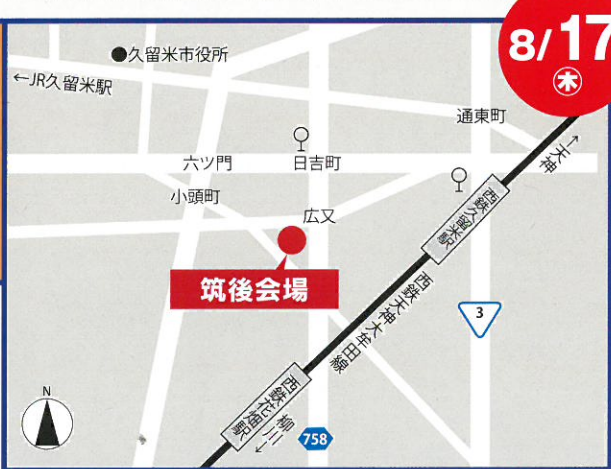 8/17
木
●久留米市役所
←JR久留米駅
通東町
←天神
六ツ門
日吉町
小頭町
広又
西鉄久留米駅
筑後会場
西鉄天神大牟田線
3
西鉄花畑駅
柳川→
758
N